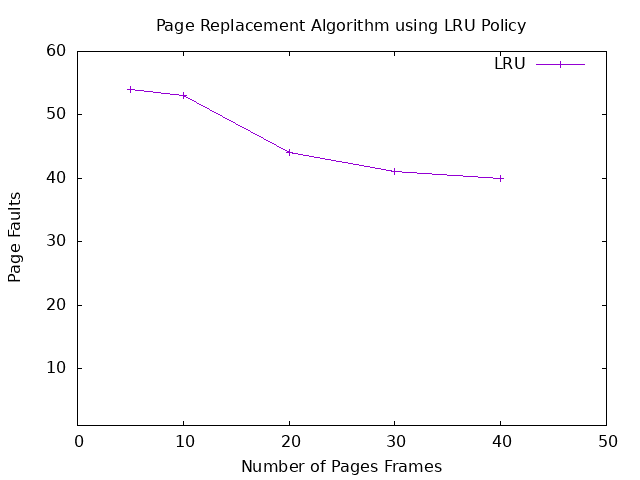 Page Replacement Algorithm using LRU Policy
LRU
60
50
40
30
20
10
Page Faults
0 10 20 30 40 50
Number of Pages Frames